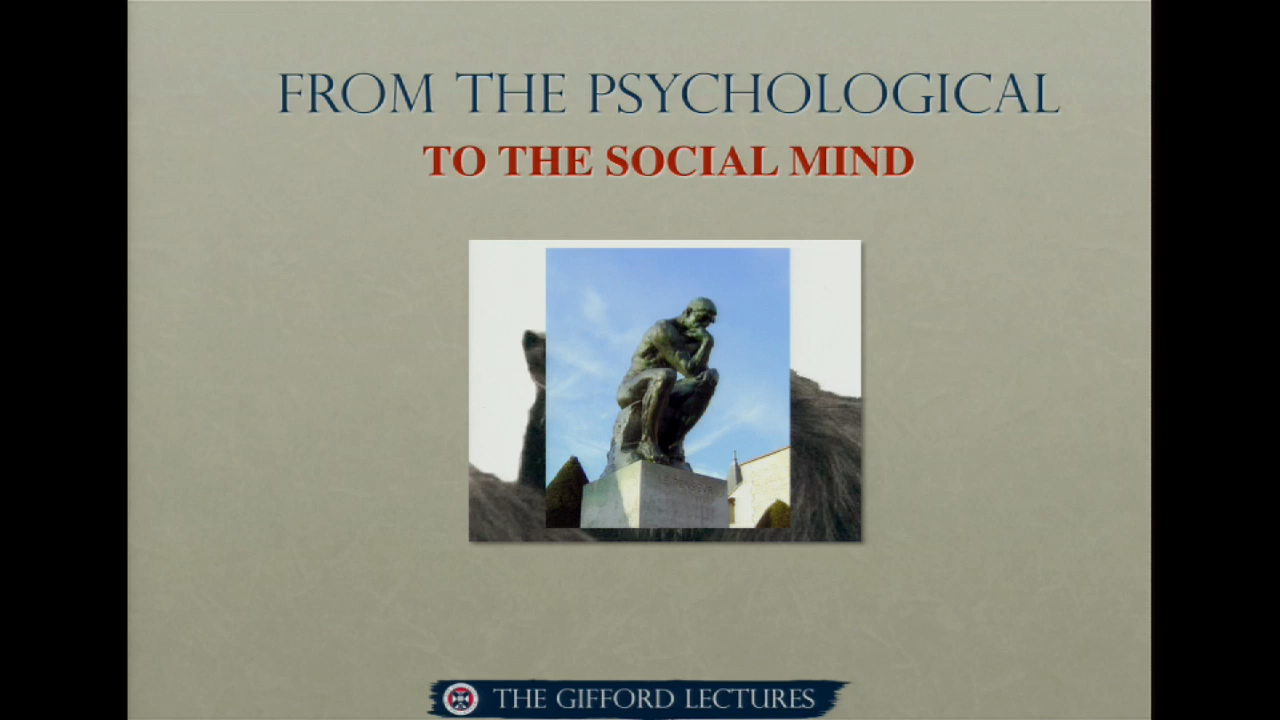 FROM THE PSYCHOLOGICAL
TO THE SOCIAL MIND
THE GIFFORD LECTURES